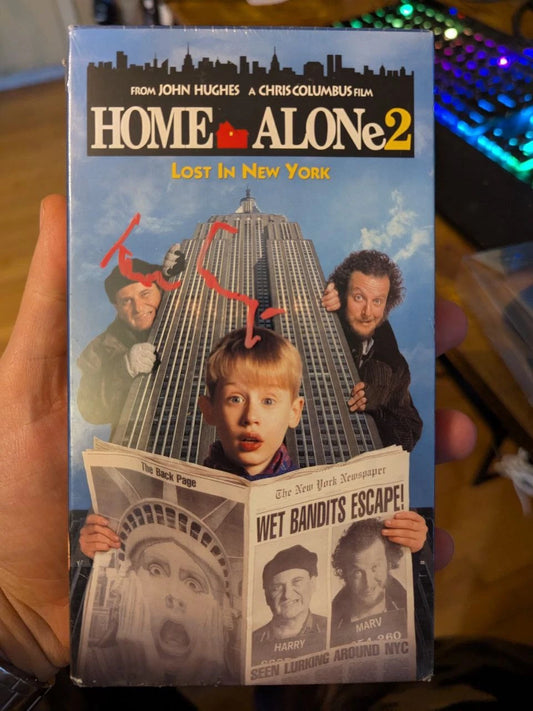 FROM JOHN HUGHES A CHRIS COLUMBUS FILM
HOME ALONe2
LOST IN NEW YORK
The Back Page
The New York Newspaper
WET BANDITS ESCAPE!
HARRY
MARV
SEEN LURKING AROUND NYC